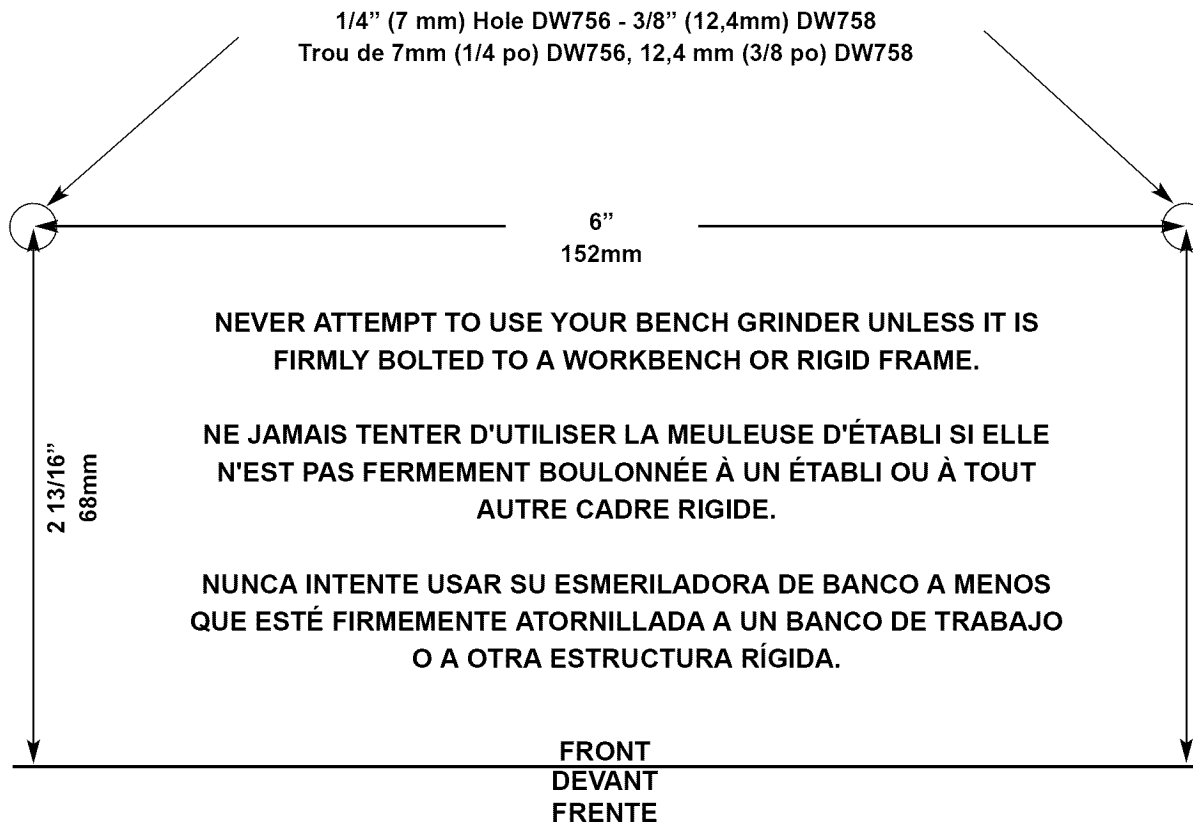 1/4” (7 mm) Hole DW756 - 3/8” (12,4mm) DW758
Trou de 7mm (1/4 po) DW756, 12,4 mm (3/8 po) DW758
6”
152mm
NEVER ATTEMPT TO USE YOUR BENCH GRINDER UNLESS IT IS
FIRMLY BOLTED TO A WORKBENCH OR RIGID FRAME.
NE JAMAIS TENTER D'UTILISER LA MEULEUSE D'ÉTABLI SI ELLE
N'EST PAS FERMEMENT BOULONNÉE À UN ÉTABLI OU À TOUT
AUTRE CADRE RIGIDE.
2 13/16”
68mm
NUNCA INTENTE USAR SU ESMERILADORA DE BANCO A MENOS
QUE ESTÉ FIRMEMENTE ATORNILLADA A UN BANCO DE TRABAJO
O A OTRA ESTRUCTURA RÍGIDA.
FRONT
DEVANT
FRENTE